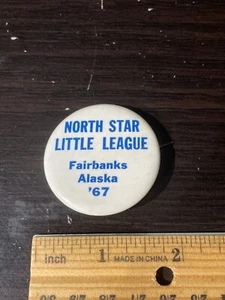 NORTH STAR
LITTLE LEAGUE
Fairbanks
Alaska
'67
inch 1 MADE IN CHINA 2